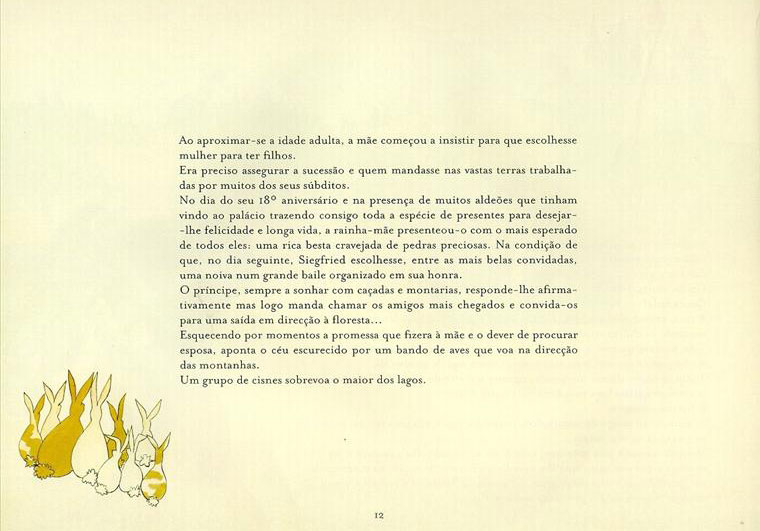 Ao aproximar-se a idade adulta, a mãe começou a insistir para que escolhesse
mulher para ter filhos.
Era preciso assegurar a sucessão e quem mandasse nas vastas terras trabalha-
das por muitos dos seus súbditos.
No dia do seu 18º aniversário e na presença de muitos aldeões que tinham
vindo ao palácio trazendo consigo toda a espécie de presentes para desejar-
-lhe felicidade e longa vida, a rainha-mãe presenteou-o com o mais esperado
de todos eles: uma rica besta cravejada de pedras preciosas. Na condição de
que, no dia seguinte, Siegfried escolhesse, entre as mais belas convidadas,
uma noiva num grande baile organizado em sua honra.
O príncipe, sempre a sonhar com caçadas e montarias, responde-lhe afirma-
tivamente mas logo manda chamar os amigos mais chegados e convida-os
para uma saída em direcção à floresta...
Esquecendo por momentos a promessa que fizera à mãe e o dever de procurar
esposa, aponta o céu escurecido por um bando de aves que voa na direcção
das montanhas.
Um grupo de cisnes sobrevoa o maior dos lagos.
12